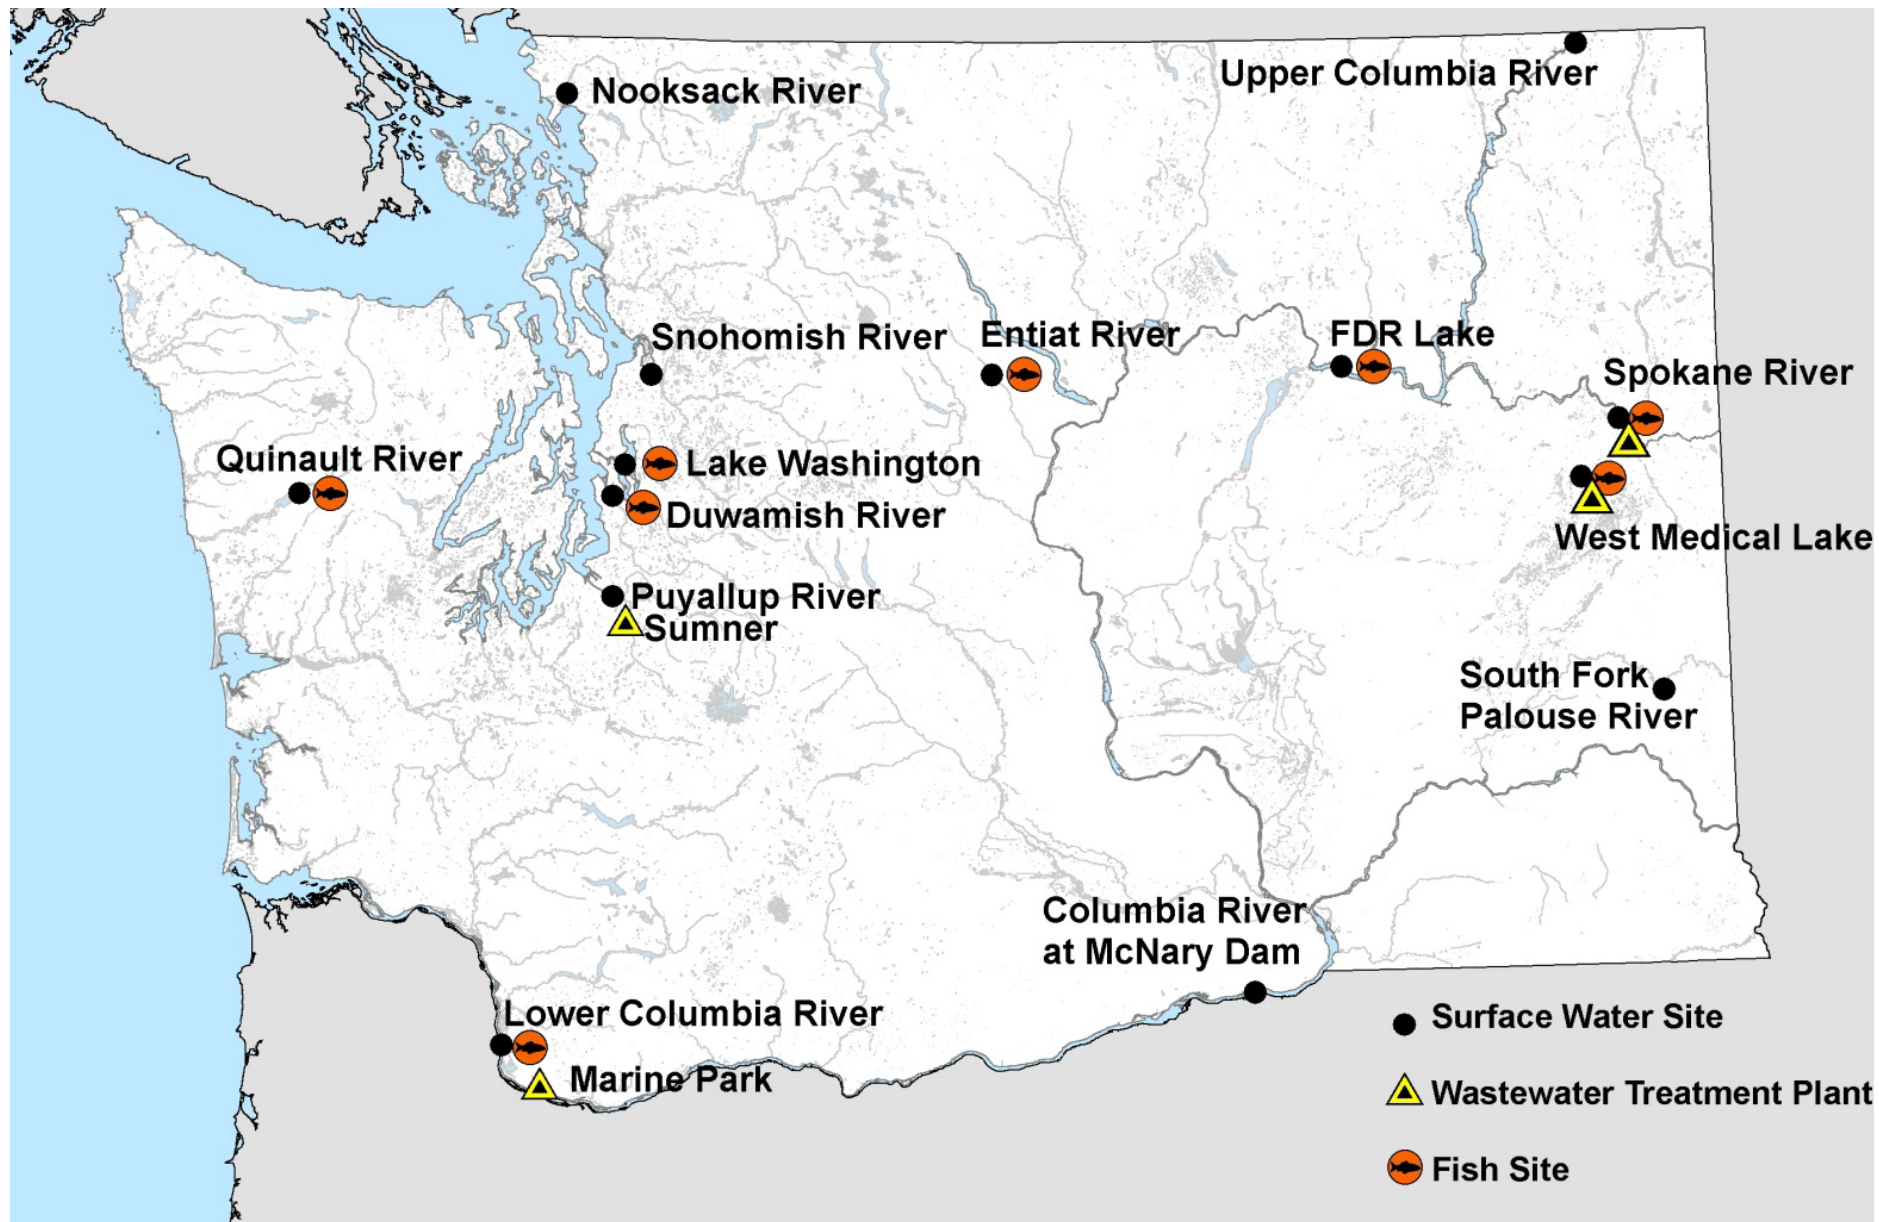 Nooksack River
Upper Columbia River
Snohomish River
Entiat River
FDR Lake
Spokane River
Quinault River
Lake Washington
Duwamish River
West Medical Lake
Puyallup River
Sumner
South Fork
Palouse River
Columbia River
at McNary Dam
Lower Columbia River
Marine Park
Surface Water Site
Wastewater Treatment Plant
Fish Site